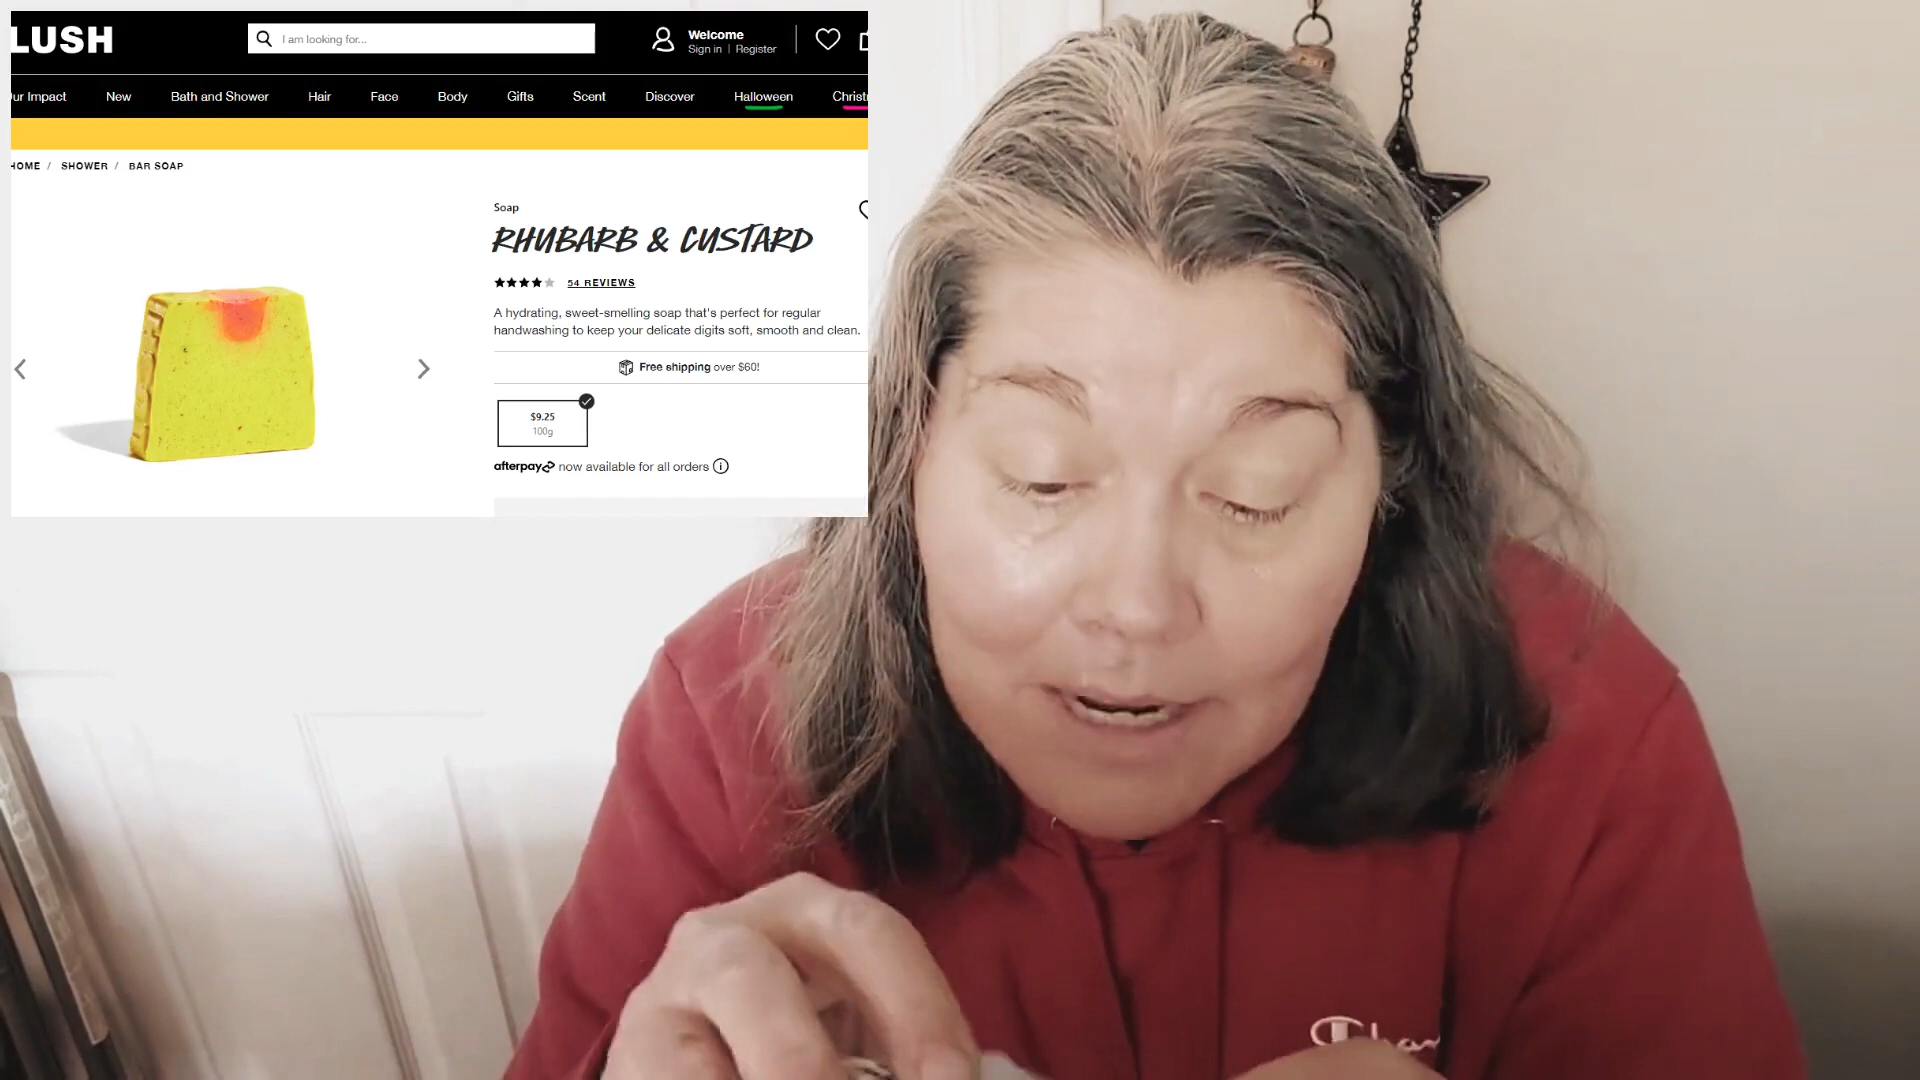 LUSH
I am looking for...
Welcome
Sign in | Register
Our Impact New Bath and Shower Hair Face Body Gifts Scent Discover Halloween Christ
HOME / SHOWER / BAR SOAP
Soap
RHUBARB & CUSTARD
54 REVIEWS
A hydrating, sweet-smelling soap that's perfect for regular
handwashing to keep your delicate digits soft, smooth and clean.
Free shipping over $60!
$9.25
100g
afterpay now available for all orders
Cham